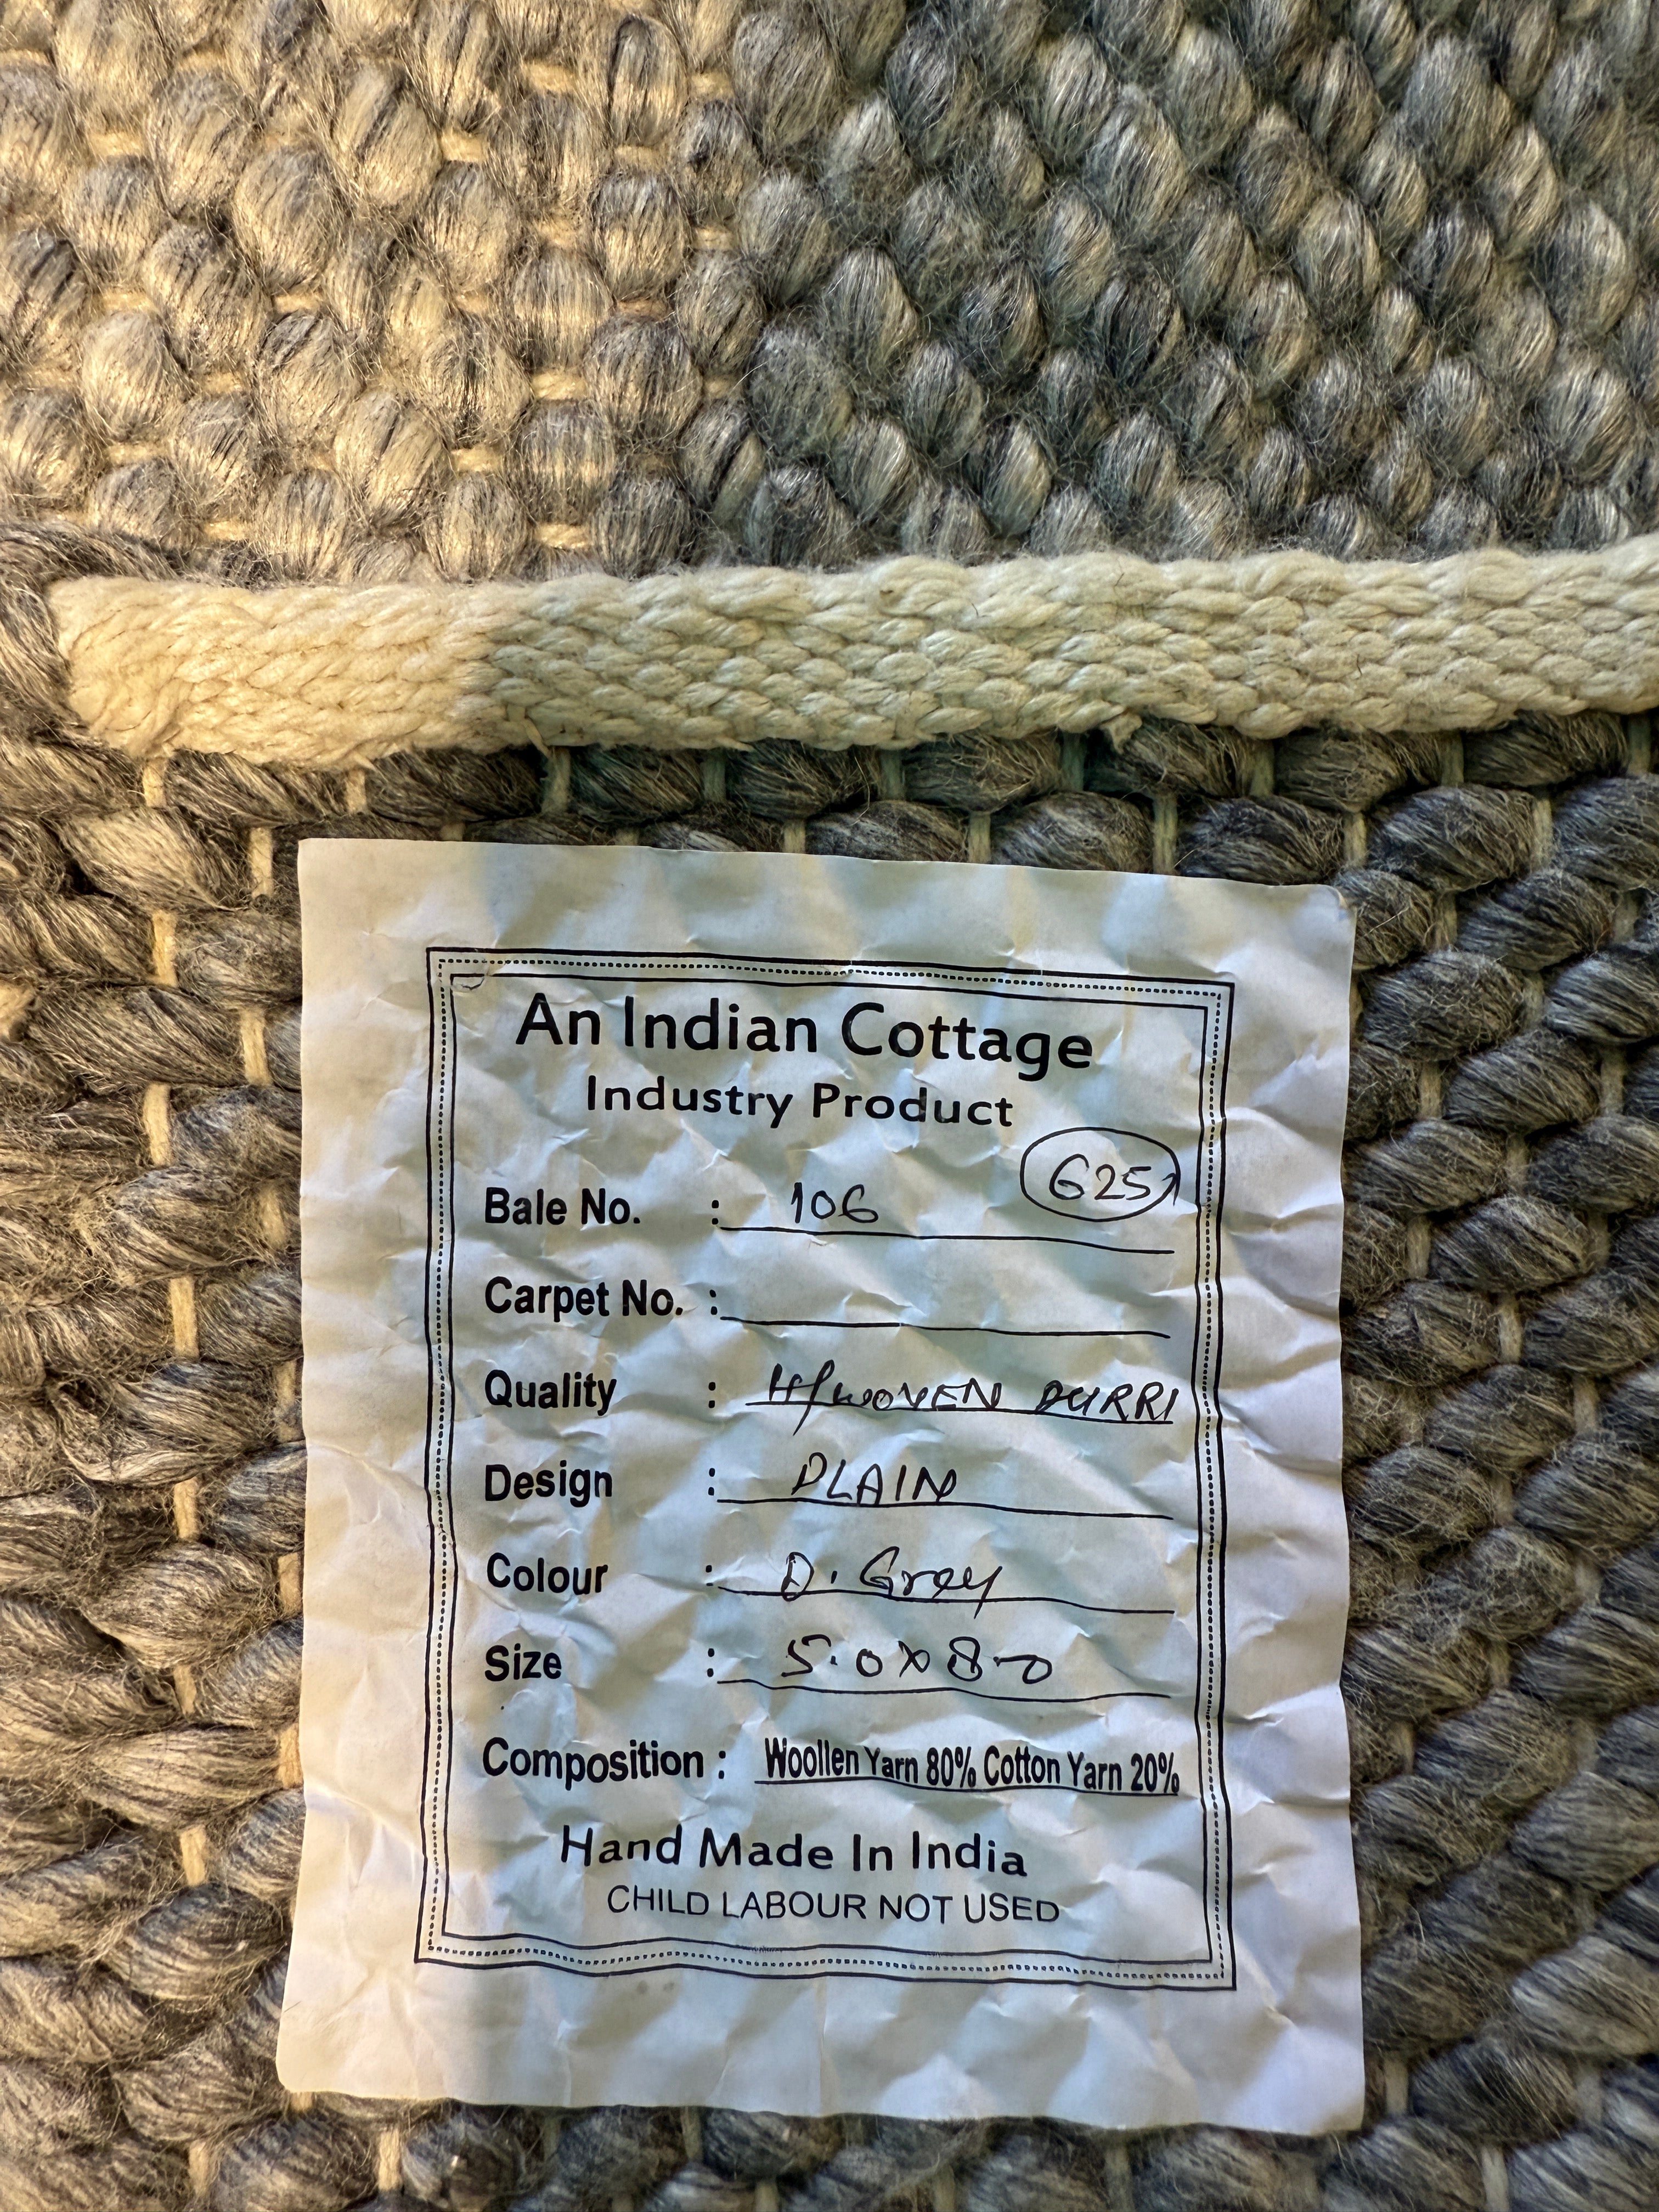 An Indian Cottage
Industry Product
625
Bale No. : 106
Carpet No. :
Quality : H/WOVEN DURRI
Design : PLAIN
Colour : D. Grey
Size : 5.0x8-0
Composition : Woollen Yarn 80% Cotton Yarn 20%
Hand Made In India
CHILD LABOUR NOT USED